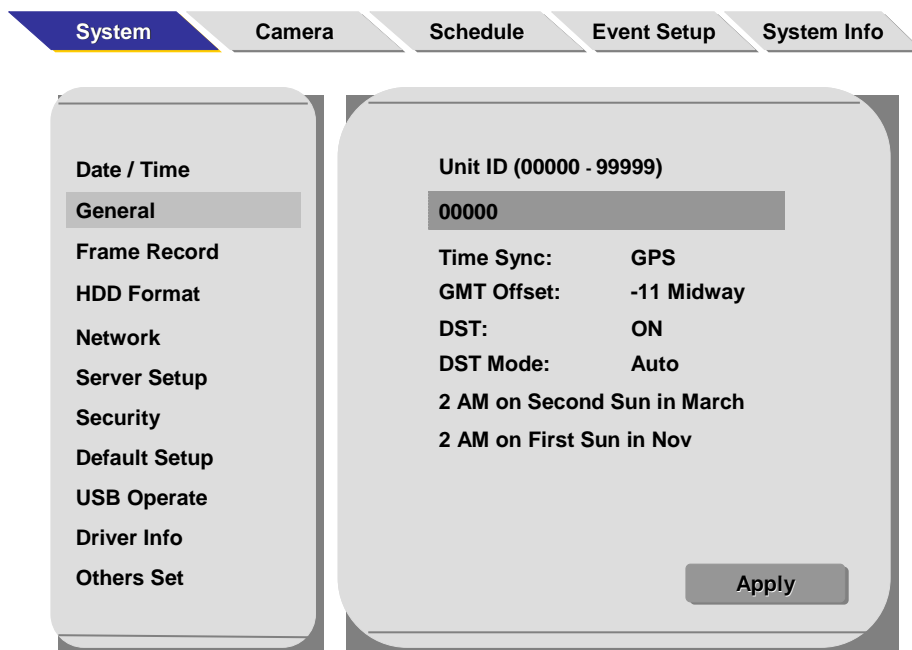 System Camera Schedule Event Setup System Info
Date / Time
General
Frame Record
HDD Format
Network
Server Setup
Security
Default Setup
USB Operate
Driver Info
Others Set
Unit ID (00000 - 99999)
00000
Time Sync: GPS
GMT Offset: -11 Midway
DST: ON
DST Mode: Auto
2 AM on Second Sun in March
2 AM on First Sun in Nov
Apply